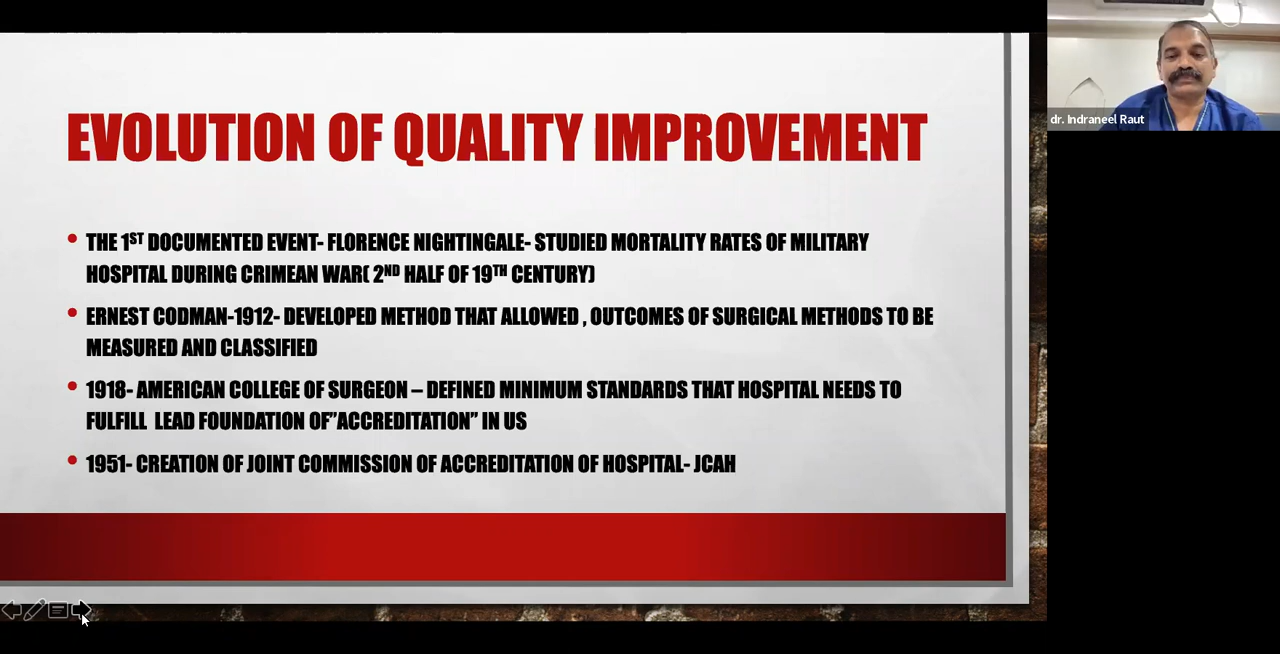 EVOLUTION OF QUALITY IMPROVEMENT
THE 1ST DOCUMENTED EVENT- FLORENCE NIGHTINGALE- STUDIED MORTALITY RATES OF MILITARY
HOSPITAL DURING CRIMEAN WAR( 2ND HALF OF 19TH CENTURY)
ERNEST CODMAN-1912- DEVELOPED METHOD THAT ALLOWED , OUTCOMES OF SURGICAL METHODS TO BE
MEASURED AND CLASSIFIED
1918- AMERICAN COLLEGE OF SURGEON – DEFINED MINIMUM STANDARDS THAT HOSPITAL NEEDS TO
FULFILL LEAD FOUNDATION OF”ACCREDITATION” IN US
1951- CREATION OF JOINT COMMISSION OF ACCREDITATION OF HOSPITAL- JCAH
dr. Indraneel Raut